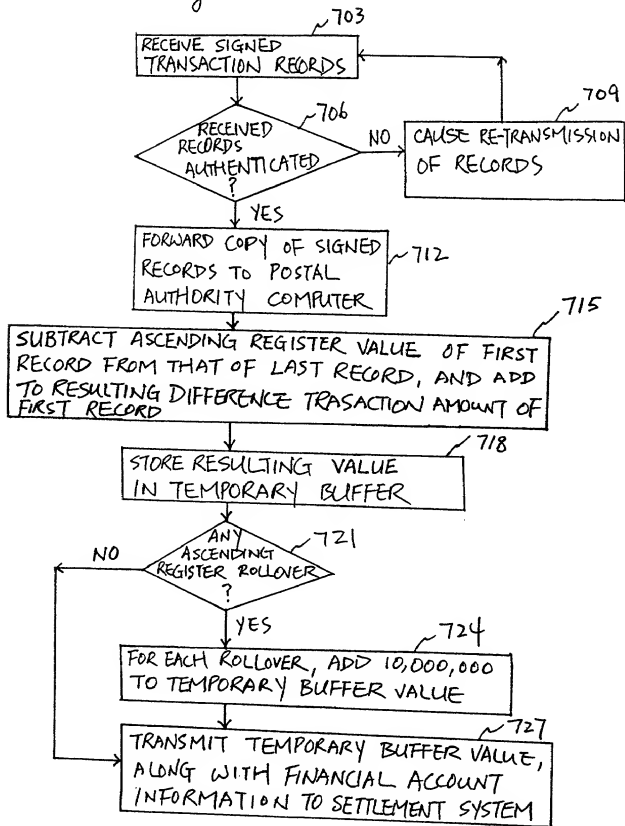 703
RECEIVE SIGNED
TRANSACTION RECORDS
706
RECEIVED
RECORDS
AUTHENTICATED
?
NO
709
CAUSE RE-TRANSMISSION
OF RECORDS
YES
FORWARD COPY OF SIGNED
RECORDS TO POSTAL
AUTHORITY COMPUTER
712
715
SUBTRACT ASCENDING REGISTER VALUE OF FIRST
RECORD FROM THAT OF LAST RECORD, AND ADD
TO RESULTING DIFFERENCE TRASACTION AMOUNT OF
FIRST RECORD
718
STORE RESULTING VALUE
IN TEMPORARY BUFFER
721
ANY
ASCENDING
REGISTER ROLLOVER
?
NO
YES
724
FOR EACH ROLLOVER, ADD 10,000,000
TO TEMPORARY BUFFER VALUE
727
TRANSMIT TEMPORARY BUFFER VALUE,
ALONG WITH FINANCIAL ACCOUNT
INFORMATION TO SETTLEMENT SYSTEM